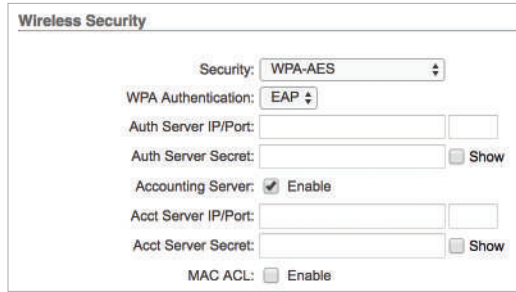 Wireless Security
Security: WPA-AES
WPA Authentication: EAP
Auth Server IP/Port:
Auth Server Secret: Show
Accounting Server: Enable
Acct Server IP/Port:
Acct Server Secret: Show
MAC ACL: Enable